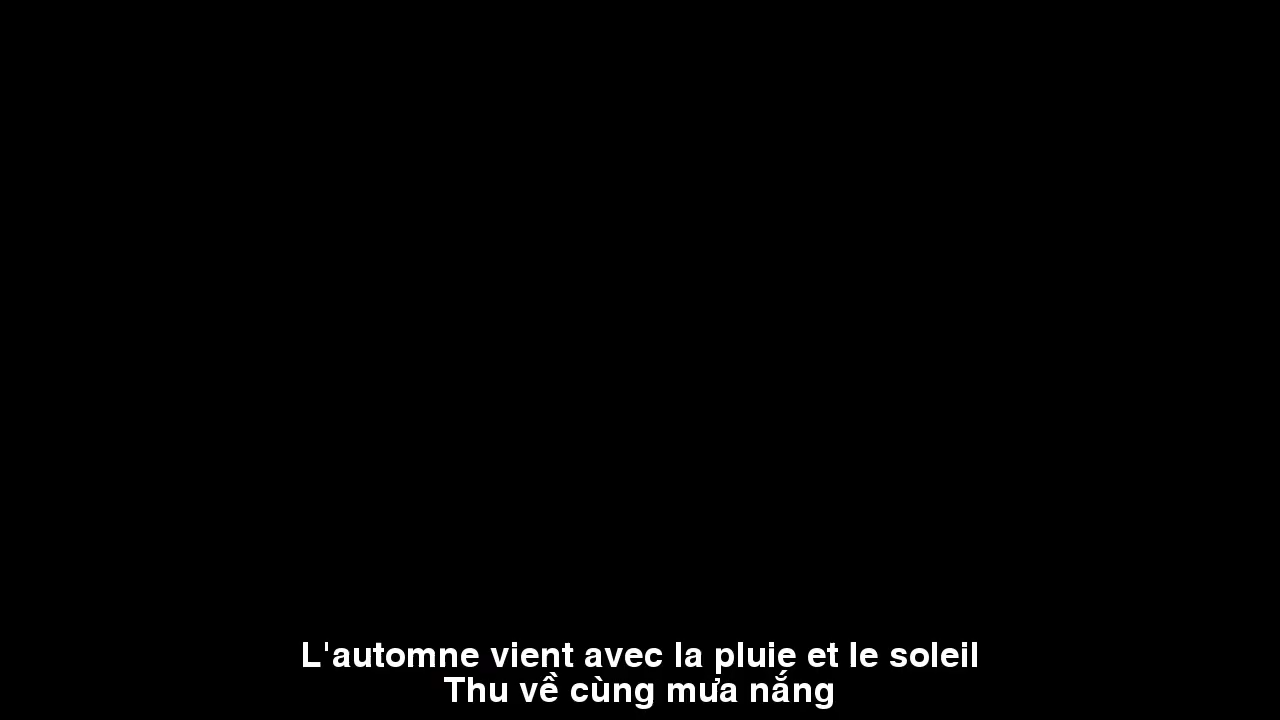 L'automne vient avec la pluie et le soleil
Thu về cùng mưa nắng